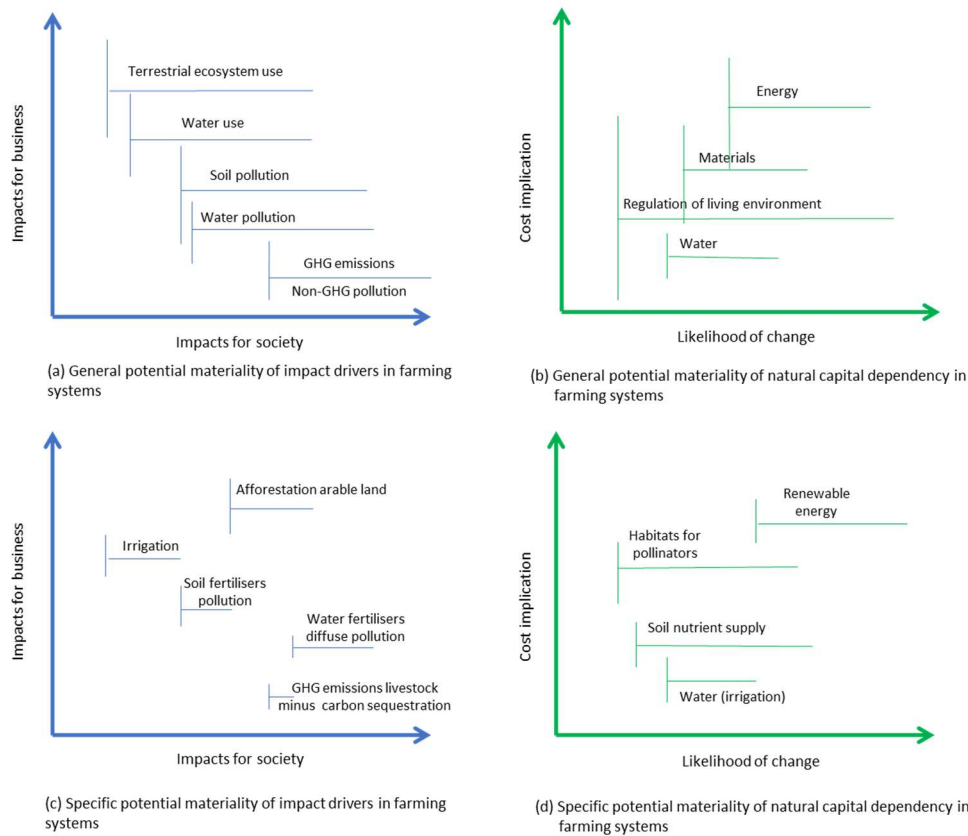 Impacts for business
Terrestrial ecosystem use
Water use
Soil pollution
Water pollution
GHG emissions
Non-GHG pollution
Impacts for society
(a) General potential materiality of impact drivers in farming
systems
Cost implication
Energy
Materials
Regulation of living environment
Water
Likelihood of change
(b) General potential materiality of natural capital dependency in
farming systems
Impacts for business
Afforestation arable land
Irrigation
Soil fertilisers
pollution
Water fertilisers
diffuse pollution
GHG emissions livestock
minus carbon sequestration
Impacts for society
(c) Specific potential materiality of impact drivers in farming
systems
Cost implication
Renewable
energy
Habitats for
pollinators
Soil nutrient supply
Water (irrigation)
Likelihood of change
(d) Specific potential materiality of natural capital dependency in
farming systems